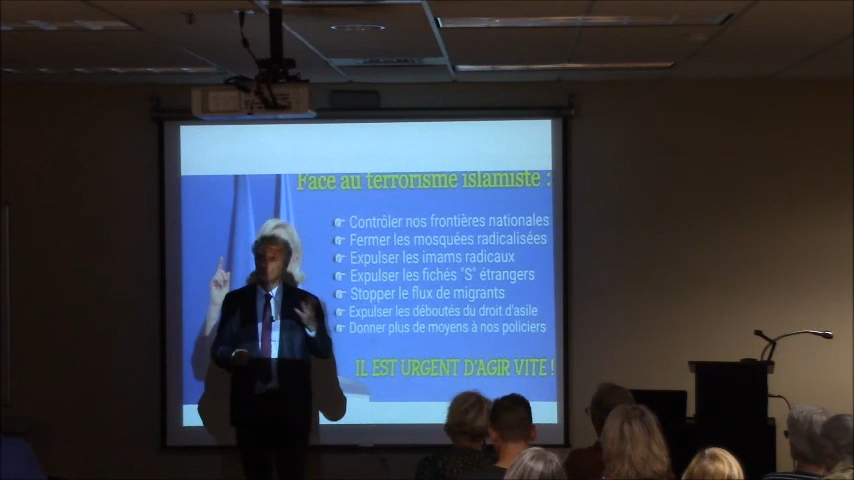 Face au terrorisme islamiste :
☞ Contrôler nos frontières nationales
☞ Fermer les mosquées radicalisées
☞ Expulser les imams radicaux
☞ Expulser les fichés "S" étrangers
☞ Stopper le flux de migrants
☞ Expulser les déboutés du droit d'asile
☞ Donner plus de moyens à nos policiers
IL EST URGENT D'AGIR VITE !